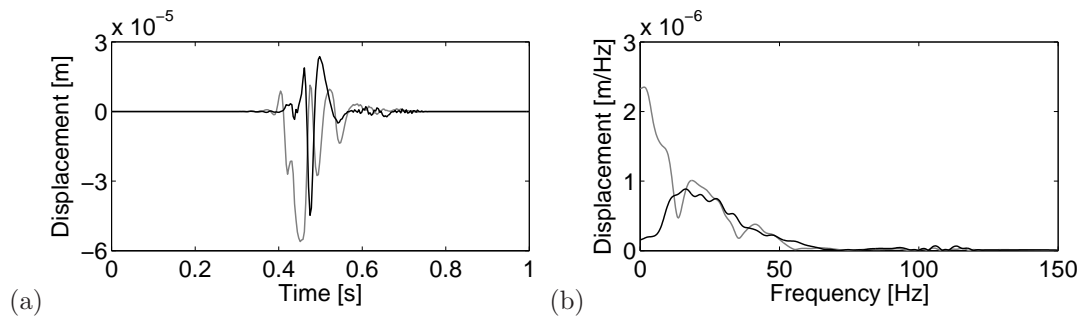 x 10⁻⁵
3
0
−3
−6
Displacement [m]
0 0.2 0.4 0.6 0.8 1
Time [s]
(a)
x 10⁻⁶
3
2
1
0
Displacement [m/Hz]
0 50 100 150
Frequency [Hz]
(b)